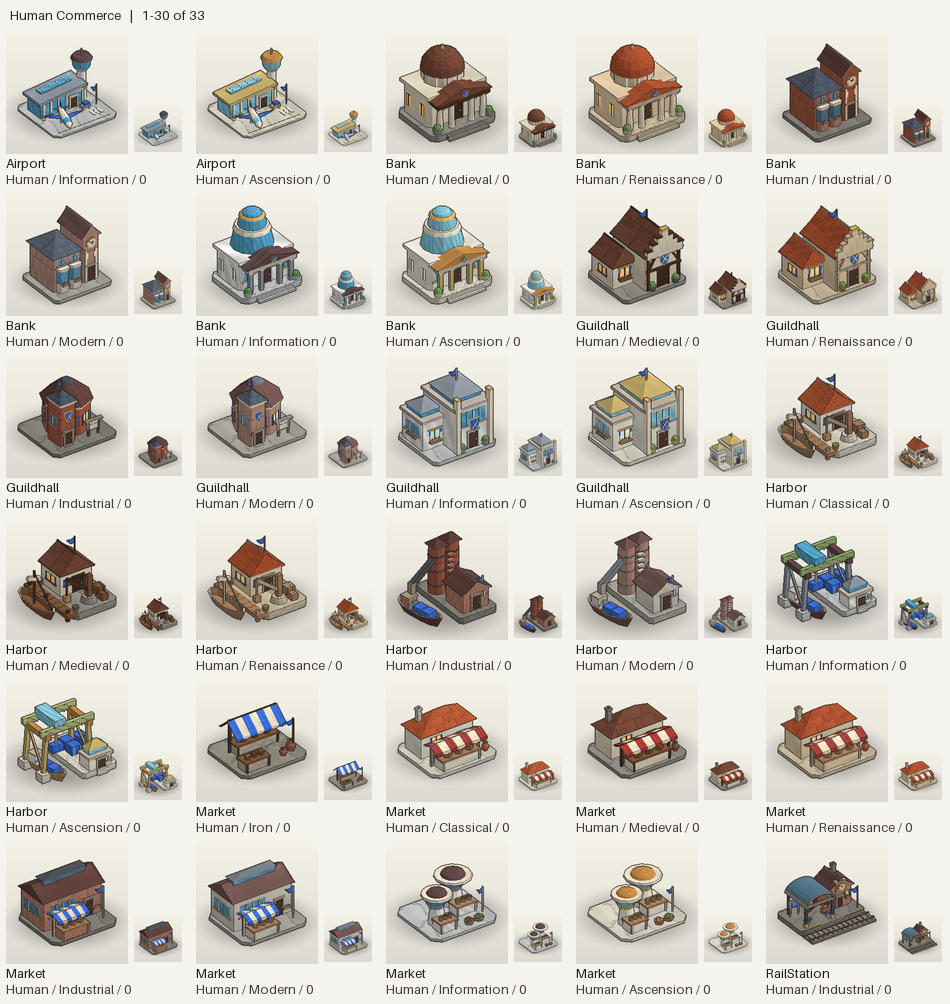 Human Commerce | 1-30 of 33
Airport
Human / Information / 0
Airport
Human / Ascension / 0
Bank
Human / Medieval / 0
Bank
Human / Renaissance / 0
Bank
Human / Industrial / 0
Bank
Human / Modern / 0
Bank
Human / Information / 0
Bank
Human / Ascension / 0
Guildhall
Human / Medieval / 0
Guildhall
Human / Renaissance / 0
Guildhall
Human / Industrial / 0
Guildhall
Human / Modern / 0
Guildhall
Human / Information / 0
Guildhall
Human / Ascension / 0
Harbor
Human / Classical / 0
Harbor
Human / Medieval / 0
Harbor
Human / Renaissance / 0
Harbor
Human / Industrial / 0
Harbor
Human / Modern / 0
Harbor
Human / Information / 0
Harbor
Human / Ascension / 0
Market
Human / Iron / 0
Market
Human / Classical / 0
Market
Human / Medieval / 0
Market
Human / Renaissance / 0
Market
Human / Industrial / 0
Market
Human / Modern / 0
Market
Human / Information / 0
Market
Human / Ascension / 0
RailStation
Human / Industrial / 0